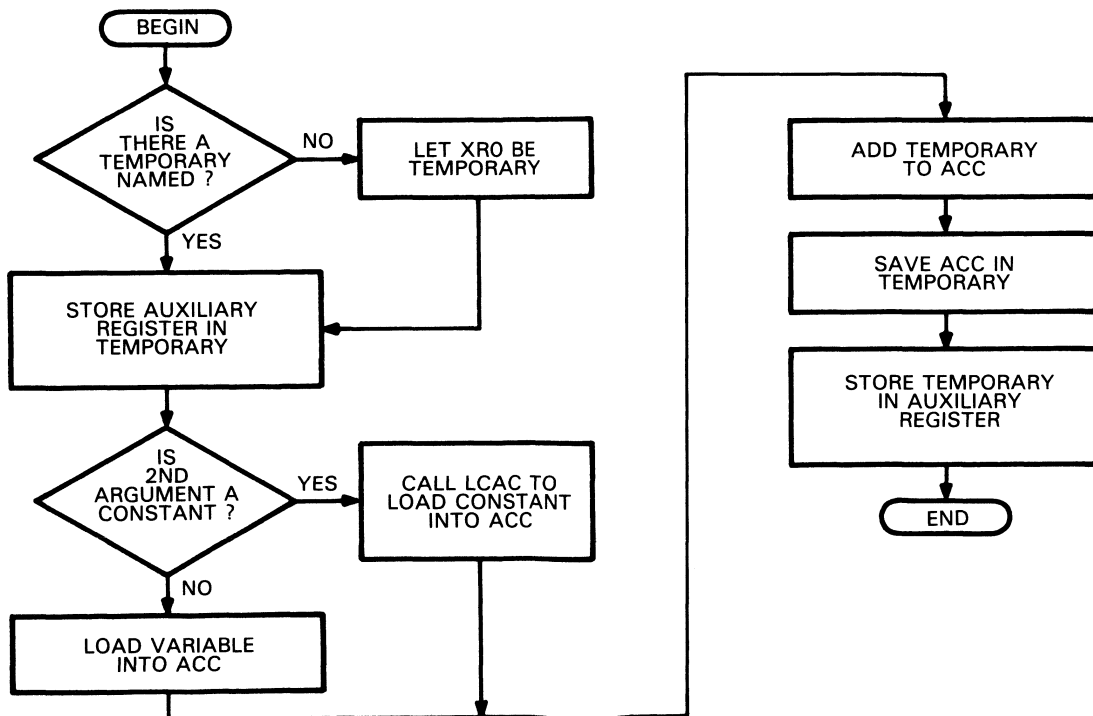 BEGIN
IS
THERE A
TEMPORARY
NAMED ?
NO
LET XR0 BE
TEMPORARY
YES
STORE AUXILIARY
REGISTER IN
TEMPORARY
IS
2ND
ARGUMENT A
CONSTANT ?
YES
CALL LCAC TO
LOAD CONSTANT
INTO ACC
NO
LOAD VARIABLE
INTO ACC
ADD TEMPORARY
TO ACC
SAVE ACC IN
TEMPORARY
STORE TEMPORARY
IN AUXILIARY
REGISTER
END